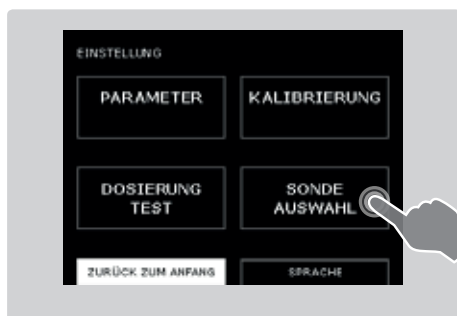 EINSTELLUNG
PARAMETER
KALIBRIERUNG
DOSIERUNG
TEST
SONDE
AUSWAHL
ZURÜCK ZUM ANFANG
SPRACHE